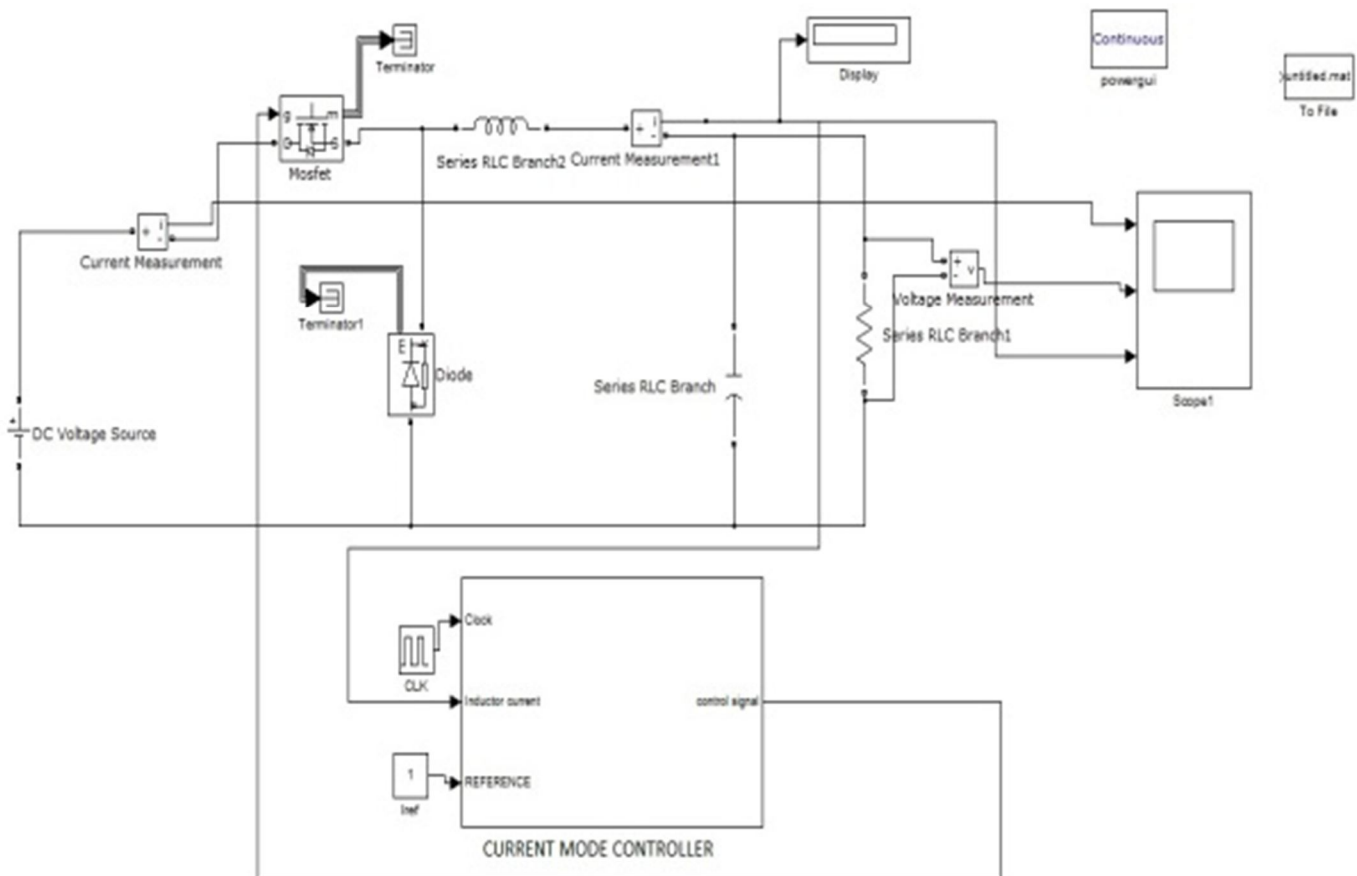 Terminator
Display
Continuous
powergui
untitled.mat
To File
g
m
S
Mosfet
Series RLC Branch2
Current Measurement1
+
i
-
+
i
-
Current Measurement
Terminator1
+
-
v
Voltage Measurement
Series RLC Branch1
Diode
Series RLC Branch
Scope1
+
DC Voltage Source
Clock
CLK
Inductor current
control signal
1
REFERENCE
Iref
CURRENT MODE CONTROLLER